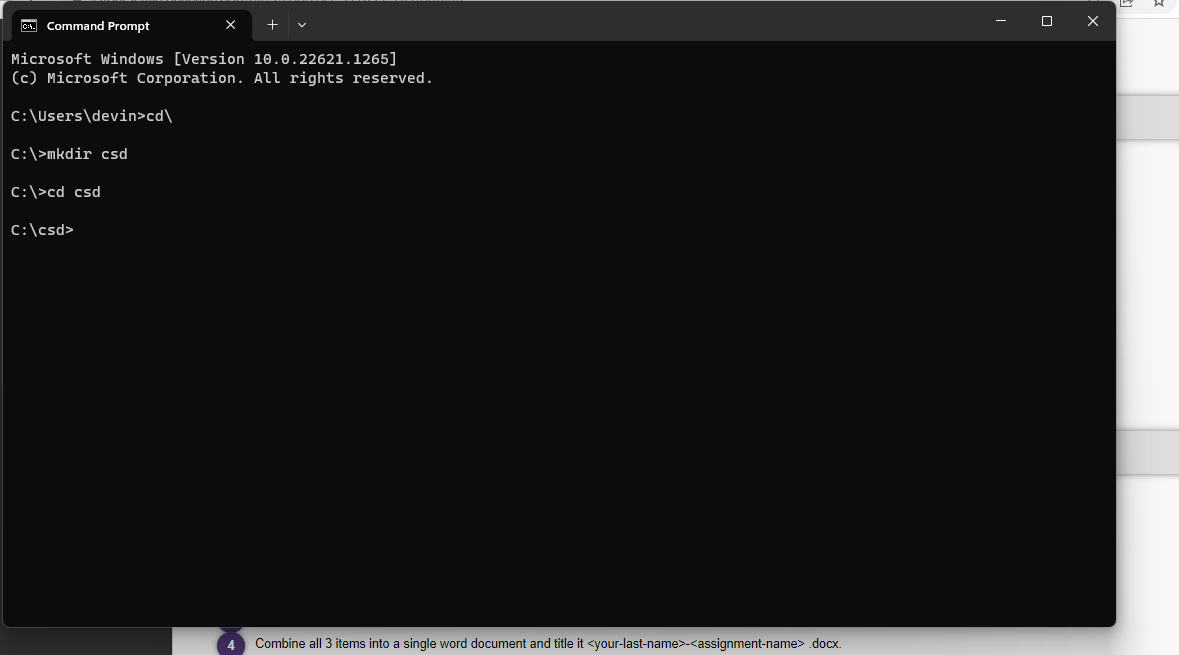 Command Prompt
Microsoft Windows [Version 10.0.22621.1265]
(c) Microsoft Corporation. All rights reserved.
C:\Users\devin>cd\
C:\>mkdir csd
C:\>cd csd
C:\csd>
4 Combine all 3 items into a single word document and title it <your-last-name>-<assignment-name> .docx.